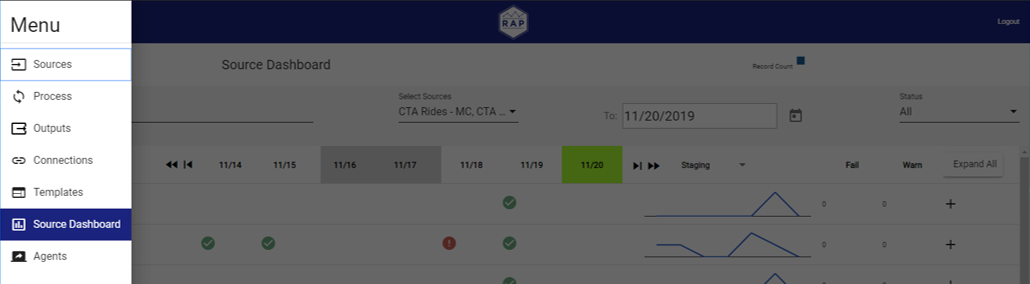 Menu
RAP
Logout
Sources
Source Dashboard
Record Count
Process
Select Sources
CTA Rides - MC, CTA ...
To:
11/20/2019
Status
All
Outputs
Connections
11/14
11/15
11/16
11/17
11/18
11/19
11/20
Staging
Fail
Warn
Expand All
Templates
0
0
+
Source Dashboard
0
0
+
Agents